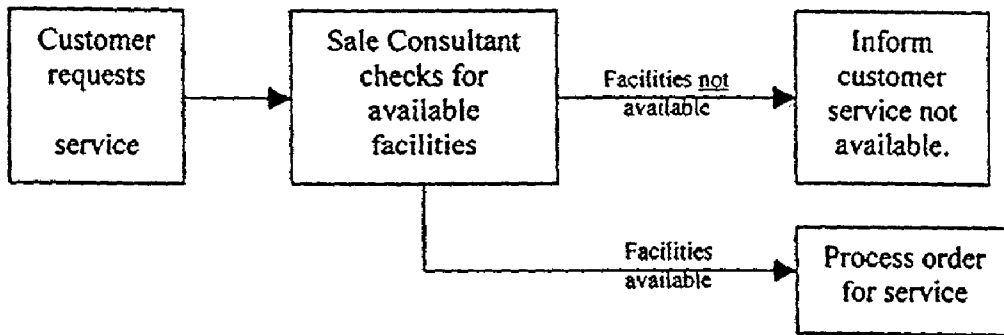 Customer
requests
service
Sale Consultant
checks for
available
facilities
Facilities not
available
Inform
customer
service not
available.
Facilities
available
Process order
for service